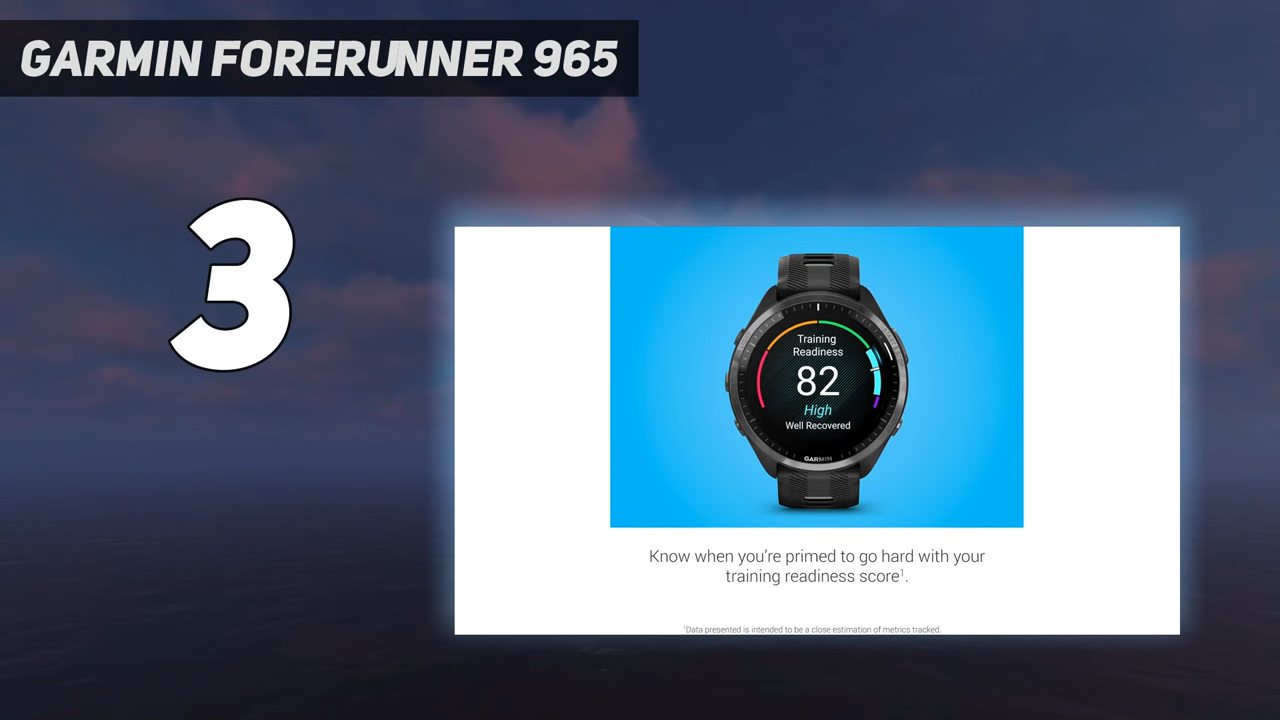 GARMIN FORERUNNER 965
3
Training
Readiness
82
High
Well Recovered
GARMIN
Know when you're primed to go hard with your
training readiness score¹.
¹Data presented is intended to be a close estimation of metrics tracked.